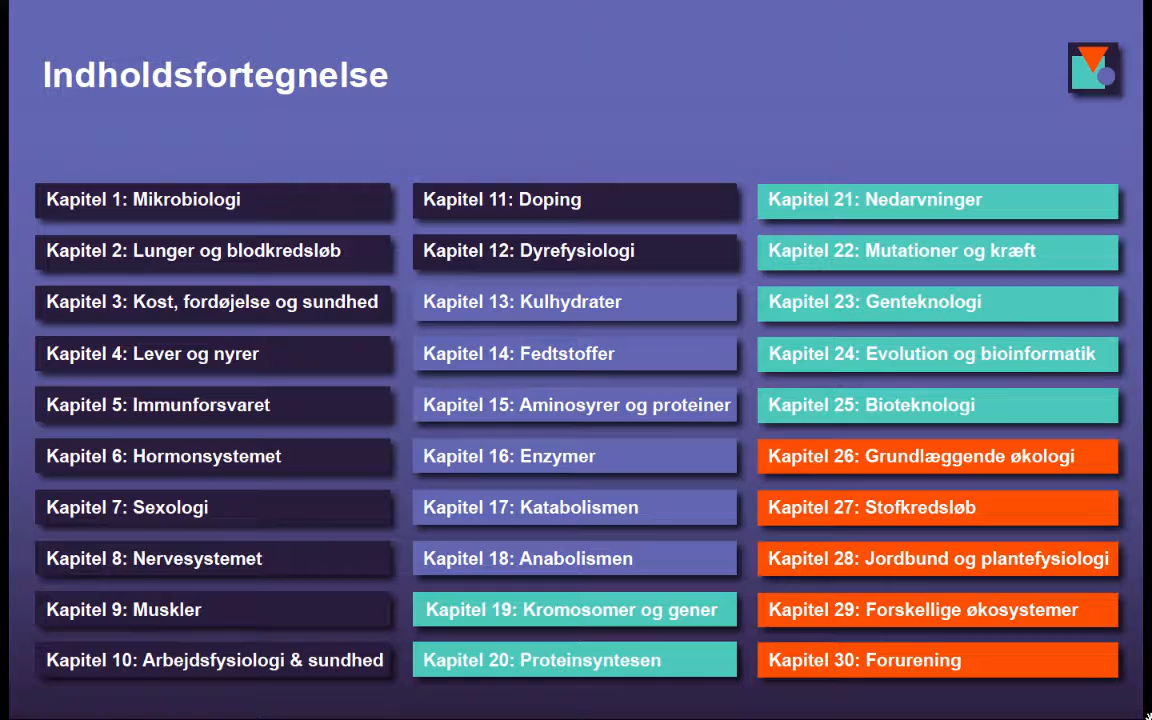 Indholdsfortegnelse
Kapitel 1: Mikrobiologi
Kapitel 2: Lunger og blodkredsløb
Kapitel 3: Kost, fordøjelse og sundhed
Kapitel 4: Lever og nyrer
Kapitel 5: Immunforsvaret
Kapitel 6: Hormonsystemet
Kapitel 7: Sexologi
Kapitel 8: Nervesystemet
Kapitel 9: Muskler
Kapitel 10: Arbejdsfysiologi & sundhed
Kapitel 11: Doping
Kapitel 12: Dyrefysiologi
Kapitel 13: Kulhydrater
Kapitel 14: Fedtstoffer
Kapitel 15: Aminosyrer og proteiner
Kapitel 16: Enzymer
Kapitel 17: Katabolismen
Kapitel 18: Anabolismen
Kapitel 19: Kromosomer og gener
Kapitel 20: Proteinsyntesen
Kapitel 21: Nedarvninger
Kapitel 22: Mutationer og kræft
Kapitel 23: Genteknologi
Kapitel 24: Evolution og bioinformatik
Kapitel 25: Bioteknologi
Kapitel 26: Grundlæggende økologi
Kapitel 27: Stofkredsløb
Kapitel 28: Jordbund og plantefysiologi
Kapitel 29: Forskellige økosystemer
Kapitel 30: Forurening